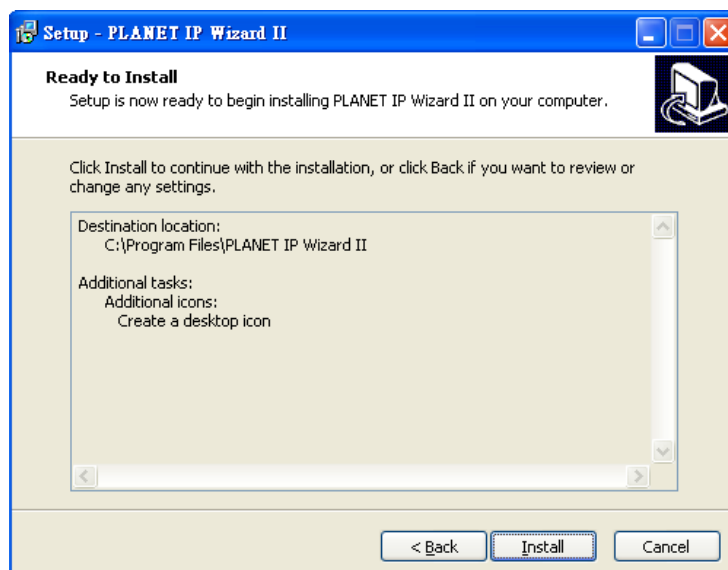 Setup - PLANET IP Wizard II
Ready to Install
Setup is now ready to begin installing PLANET IP Wizard II on your computer.
Click Install to continue with the installation, or click Back if you want to review or
change any settings.
Destination location:
C:\Program Files\PLANET IP Wizard II
Additional tasks:
Additional icons:
Create a desktop icon
< Back
Install
Cancel